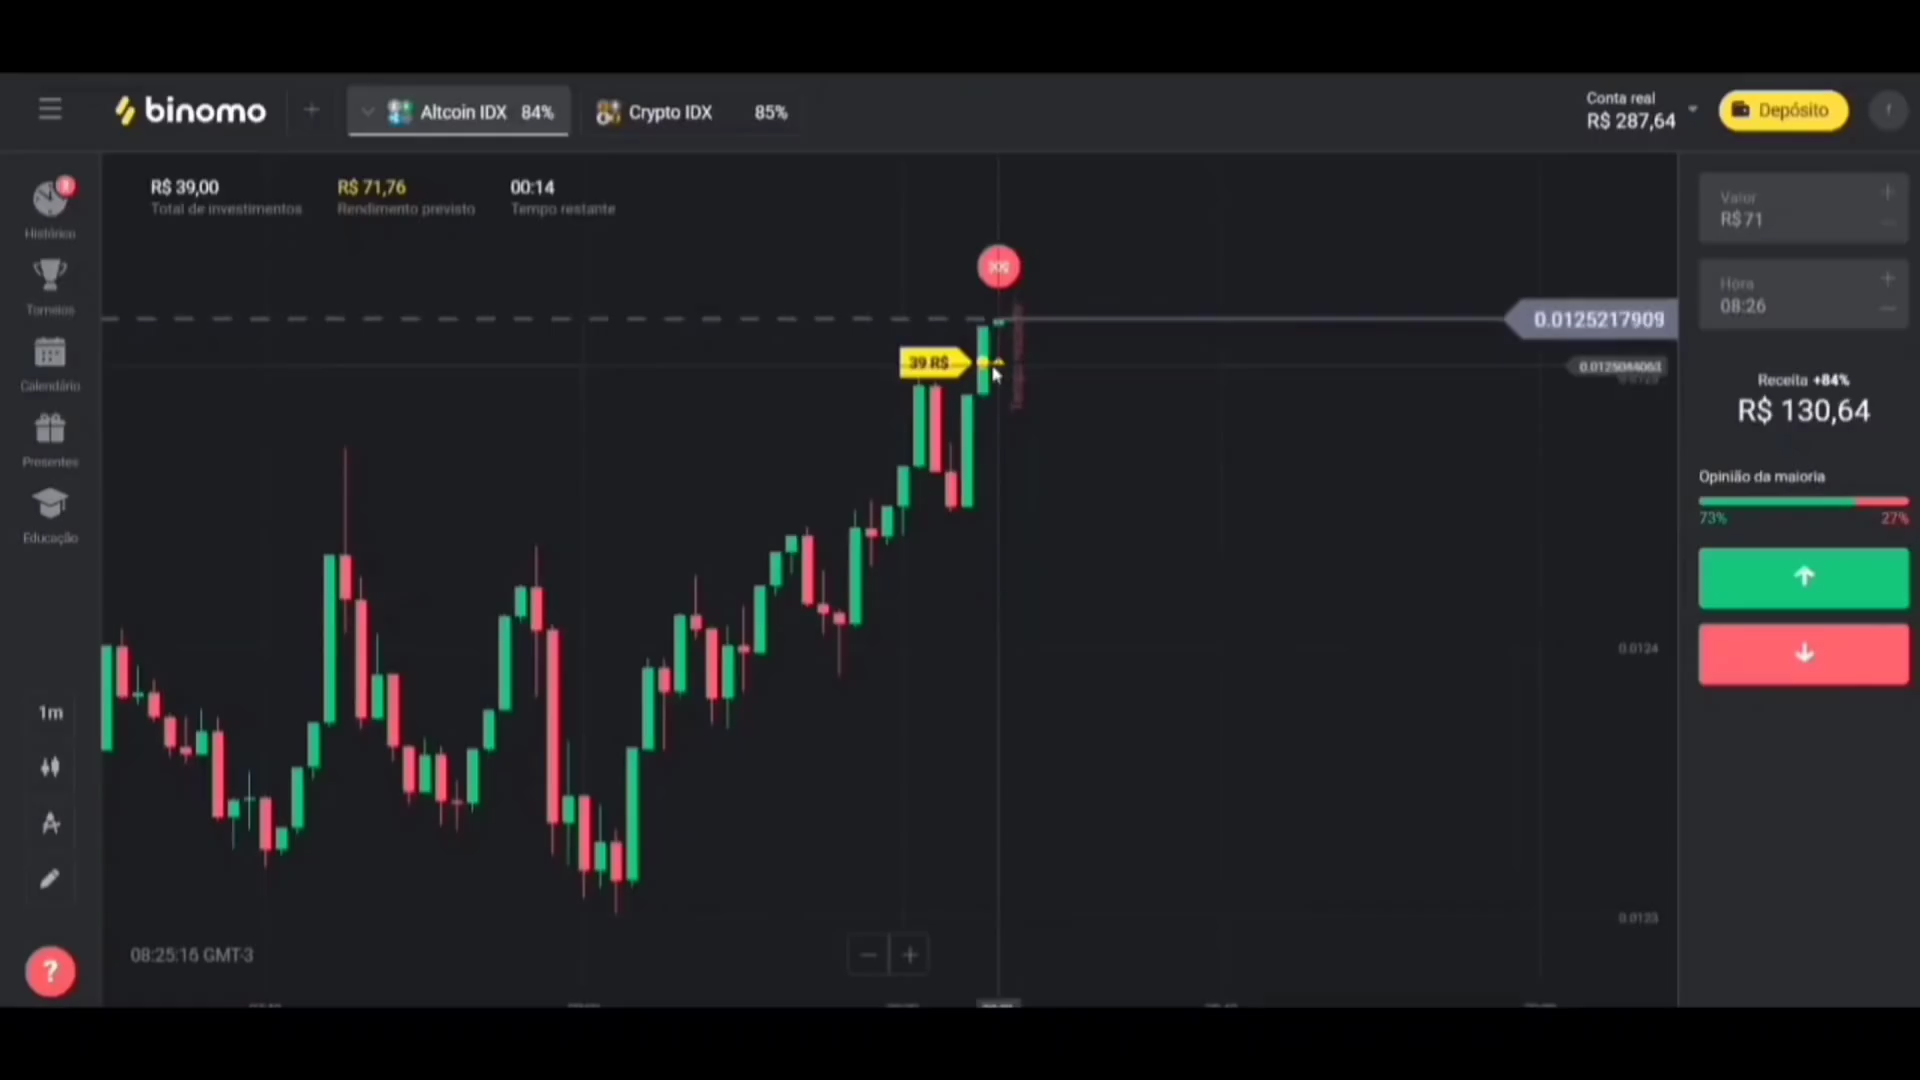 binomo
+
Altcoin IDX 84%
Crypto IDX 85%
Conta real
R$ 287,64
Depósito
f
Histórico
Torneios
Calendário
Presentes
Educação
1m
?
R$ 39,00
Total de investimentos
R$ 71,76
Rendimento previsto
00:14
Tempo restante
39 R$
0.0125217909
0.0124
0.0123
08:25:16 GMT-3
− +
Valor
R$71
Hora
08:26
Receita +84%
R$ 130,64
Opinião da maioria
73% 27%